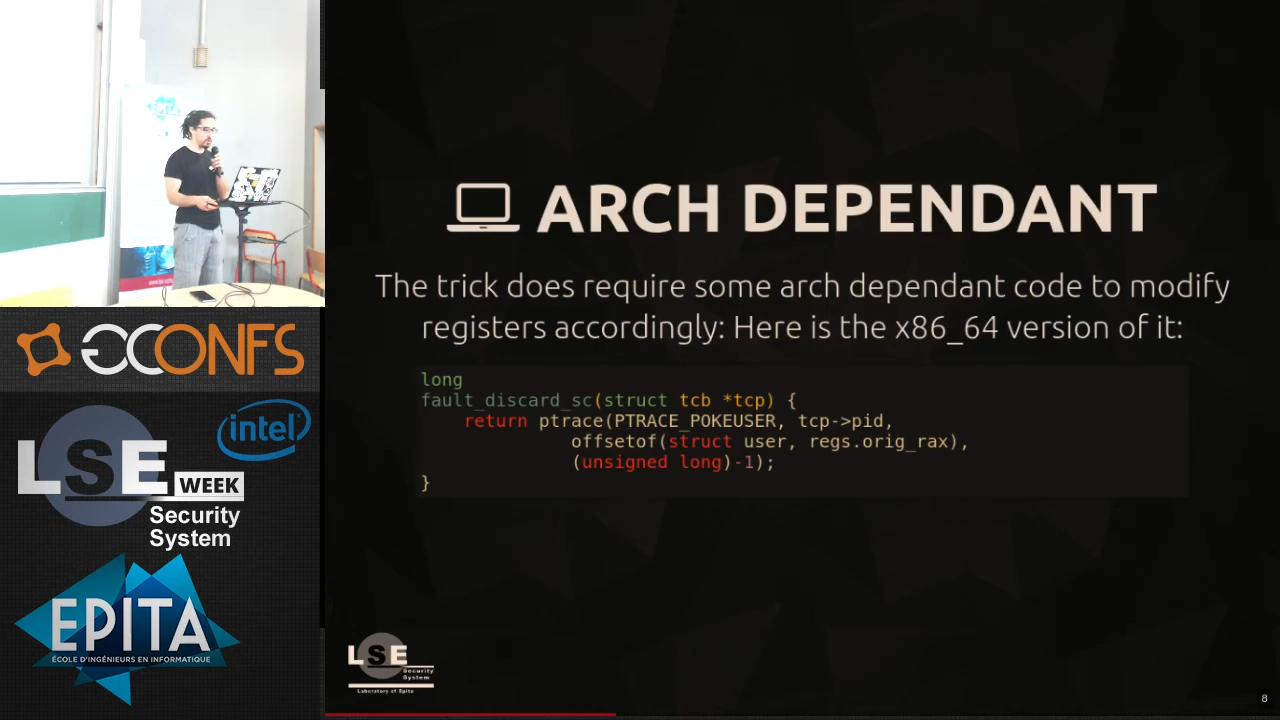 EPITA
ARCH DEPENDANT
The trick does require some arch dependant code to modify
registers accordingly: Here is the x86_64 version of it:
long
fault_discard_sc(struct tcb *tcp) {
    return ptrace(PTRACE_POKEUSER, tcp->pid,
              offsetof(struct user, regs.orig_rax),
              (unsigned long)-1);
}
GCONFS
intel
LSE
WEEK
Security
System
EPITA
ÉCOLE D'INGÉNIEURS EN INFORMATIQUE
LSE
Security
System
Laboratory of Epita
8